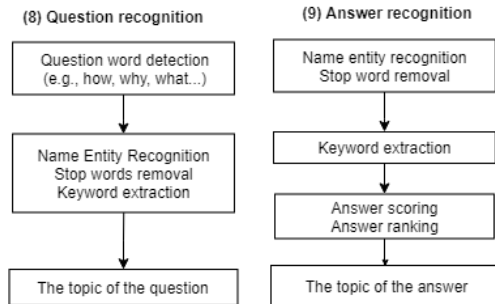 (8) Question recognition
Question word detection
(e.g., how, why, what...)
Name Entity Recognition
Stop words removal
Keyword extraction
The topic of the question
(9) Answer recognition
Name entity recognition
Stop word removal
Keyword extraction
Answer scoring
Answer ranking
The topic of the answer